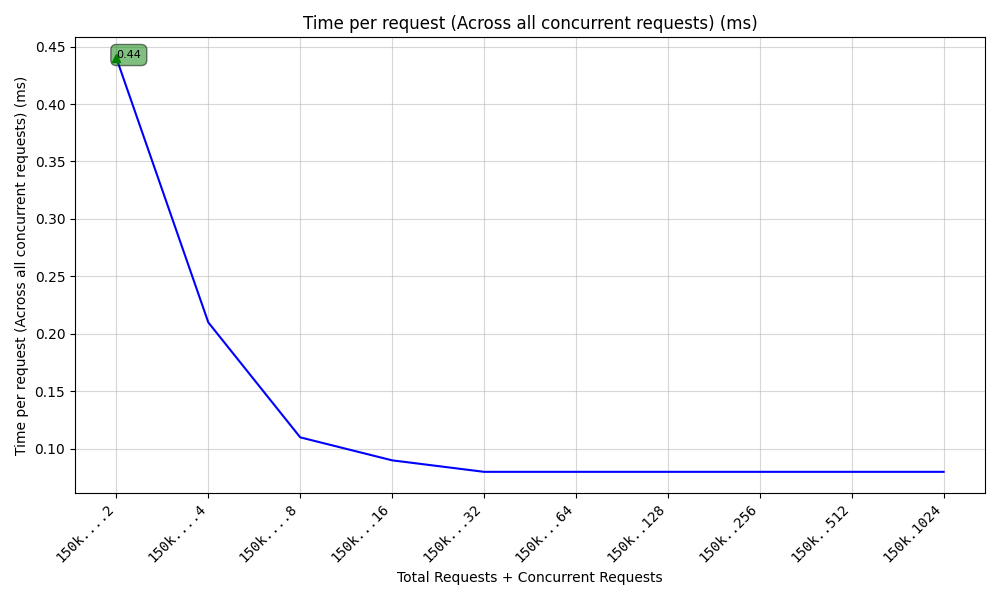 Time per request (Across all concurrent requests) (ms)
Time per request (Across all concurrent requests) (ms)
0.45
0.40
0.35
0.30
0.25
0.20
0.15
0.10
0.44
150k....2
150k....4
150k....8
150k...16
150k...32
150k...64
150k..128
150k..256
150k..512
150k.1024
Total Requests + Concurrent Requests